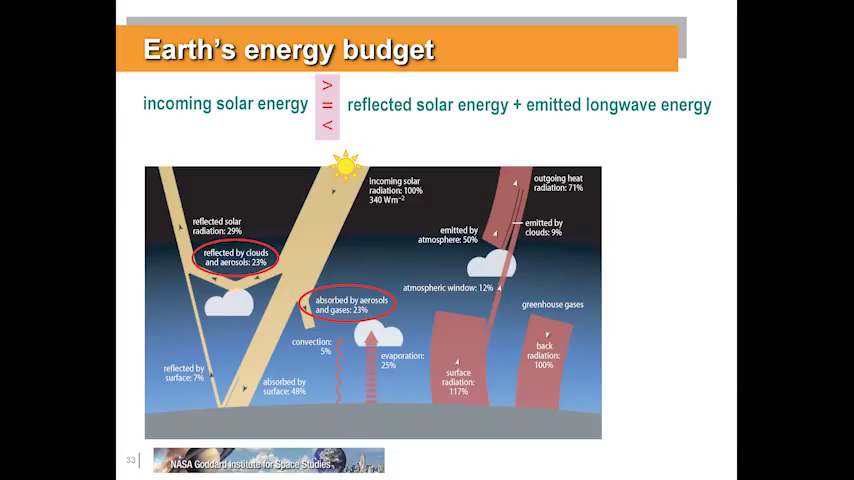 Earth's energy budget
incoming solar energy
>
=
<
reflected solar energy + emitted longwave energy
incoming solar
radiation: 100%
340 Wm⁻²
outgoing heat
radiation: 71%
reflected solar
radiation: 29%
emitted by
clouds: 9%
emitted by
atmosphere: 50%
reflected by clouds
and aerosols: 23%
atmospheric window: 12%
absorbed by aerosols
and gases: 23%
greenhouse gases
convection:
5%
evaporation:
25%
back
radiation:
100%
reflected by
surface: 7%
absorbed by
surface: 48%
surface
radiation:
117%
33
NASA Goddard Institute for Space Studies